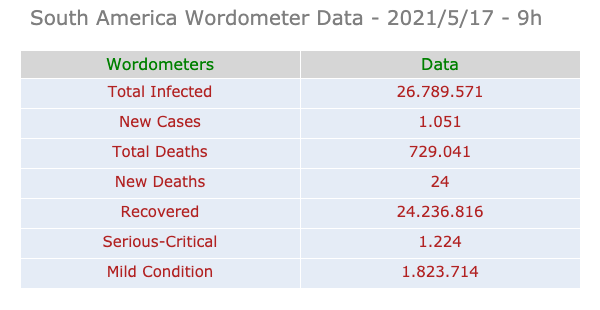 South America Wordometer Data - 2021/5/17 - 9h
Wordometers Data
Total Infected 26.789.571
New Cases 1.051
Total Deaths 729.041
New Deaths 24
Recovered 24.236.816
Serious-Critical 1.224
Mild Condition 1.823.714